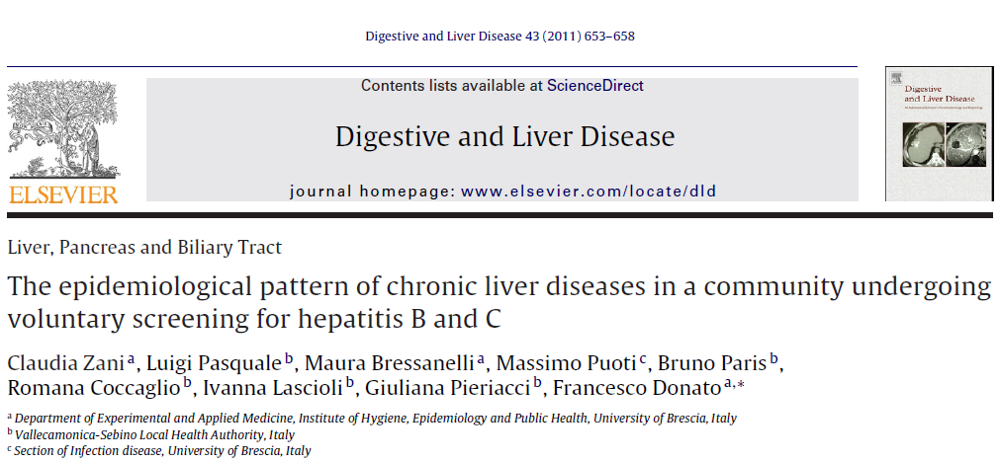 Digestive and Liver Disease 43 (2011) 653–658
Contents lists available at ScienceDirect
Digestive and Liver Disease
journal homepage: www.elsevier.com/locate/dld
ELSEVIER
Digestive
and Liver Disease
Liver, Pancreas and Biliary Tract
The epidemiological pattern of chronic liver diseases in a community undergoing
voluntary screening for hepatitis B and C
Claudia Zani a, Luigi Pasquale b, Maura Bressanelli a, Massimo Puoti c, Bruno Paris b,
Romana Coccaglio b, Ivanna Lascioli b, Giuliana Pieriacci b, Francesco Donato a,*
a Department of Experimental and Applied Medicine, Institute of Hygiene, Epidemiology and Public Health, University of Brescia, Italy
b Vallecamonica-Sebino Local Health Authority, Italy
c Section of Infection disease, University of Brescia, Italy